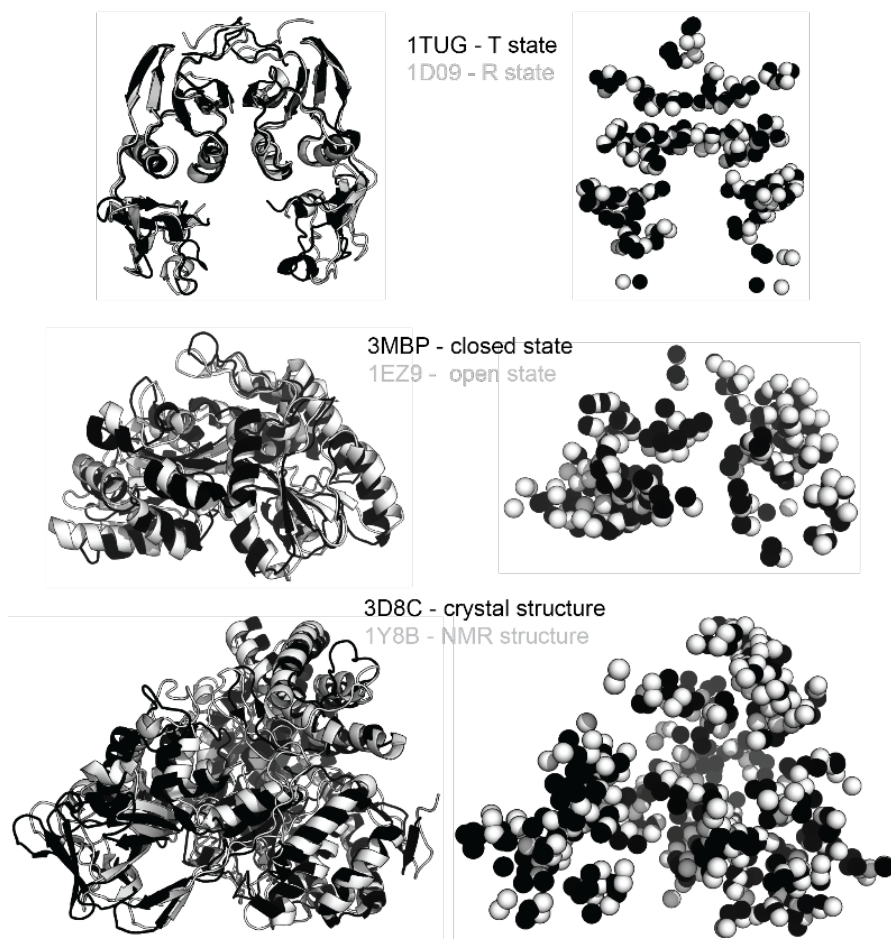 1TUG - T state
1D09 - R state
3MBP - closed state
1EZ9 - open state
3D8C - crystal structure
1Y8B - NMR structure